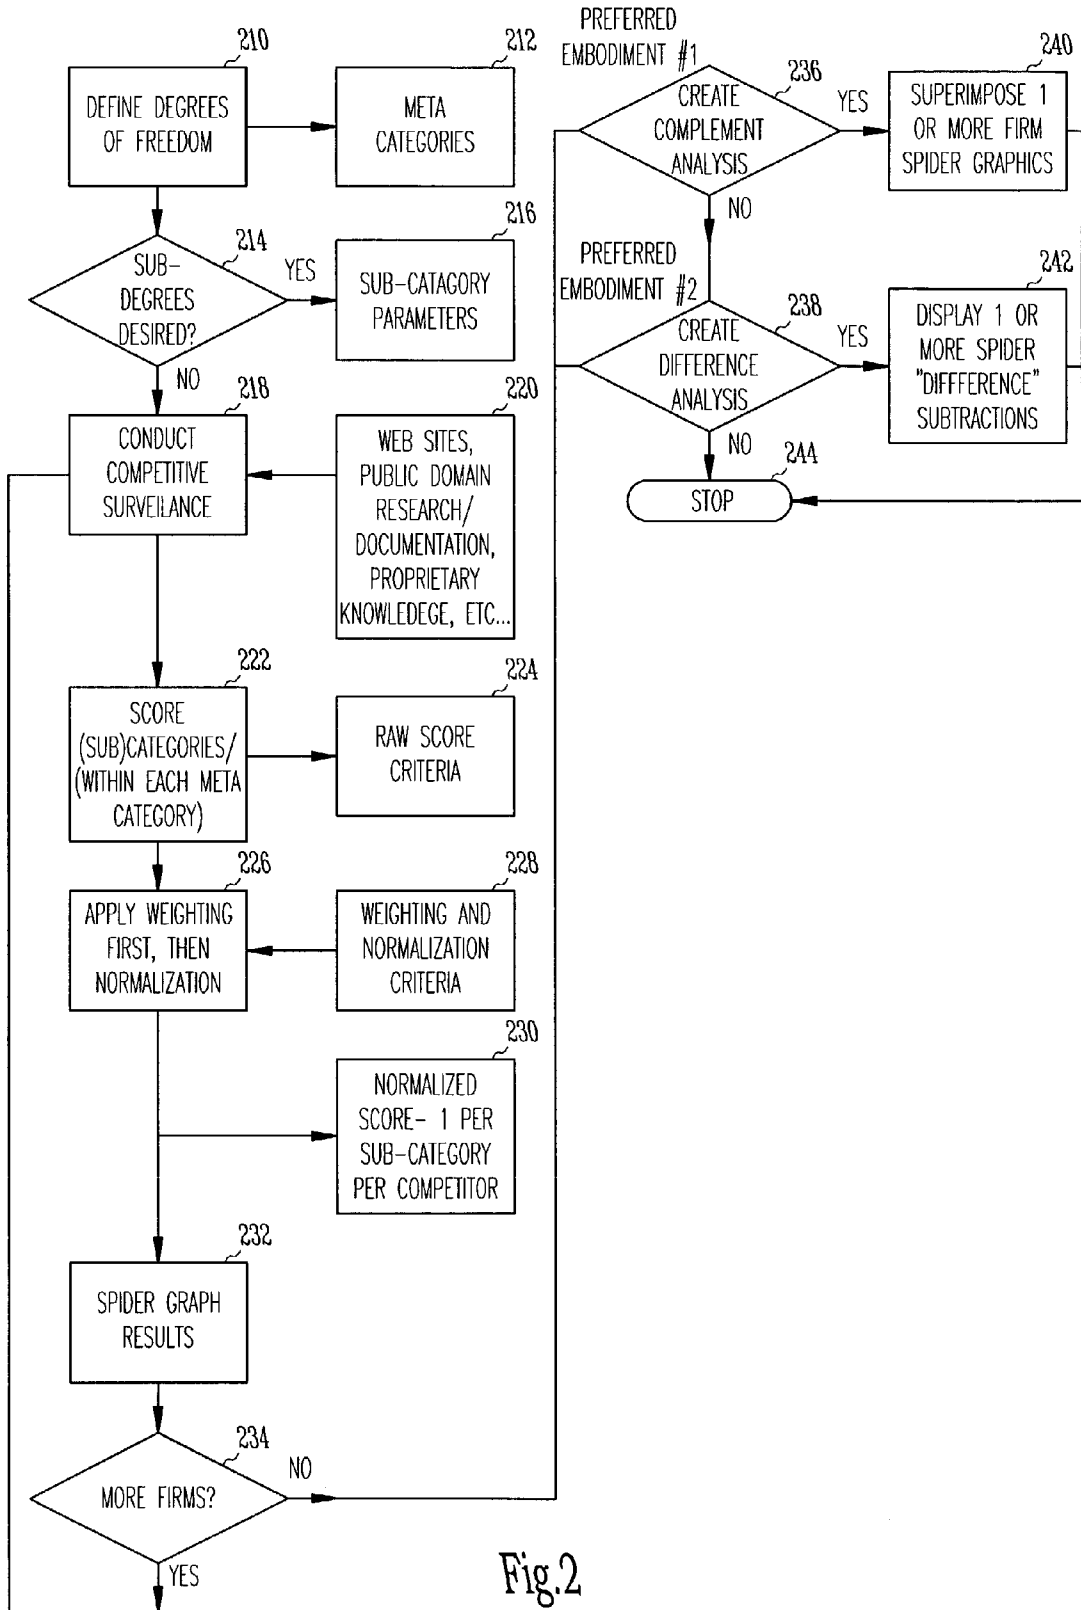 210
DEFINE DEGREES
OF FREEDOM
212
META
CATEGORIES
214
SUB-
DEGREES
DESIRED?
YES
NO
216
SUB-CATAGORY
PARAMETERS
218
CONDUCT
COMPETITIVE
SURVEILANCE
220
WEB SITES,
PUBLIC DOMAIN
RESEARCH/
DOCUMENTATION,
PROPRIETARY
KNOWLEDEGE, ETC...
222
SCORE
(SUB)CATEGORIES/
(WITHIN EACH META
CATEGORY)
224
RAW SCORE
CRITERIA
226
APPLY WEIGHTING
FIRST, THEN
NORMALIZATION
228
WEIGHTING AND
NORMALIZATION
CRITERIA
230
NORMALIZED
SCORE- 1 PER
SUB-CATEGORY
PER COMPETITOR
232
SPIDER GRAPH
RESULTS
234
MORE FIRMS?
NO
YES
PREFERRED
EMBODIMENT #1
236
CREATE
COMPLEMENT
ANALYSIS
YES
NO
240
SUPERIMPOSE 1
OR MORE FIRM
SPIDER GRAPHICS
PREFERRED
EMBODIMENT #2
238
CREATE
DIFFERENCE
ANALYSIS
YES
NO
242
DISPLAY 1 OR
MORE SPIDER
"DIFFFERENCE"
SUBTRACTIONS
244
STOP
Fig.2